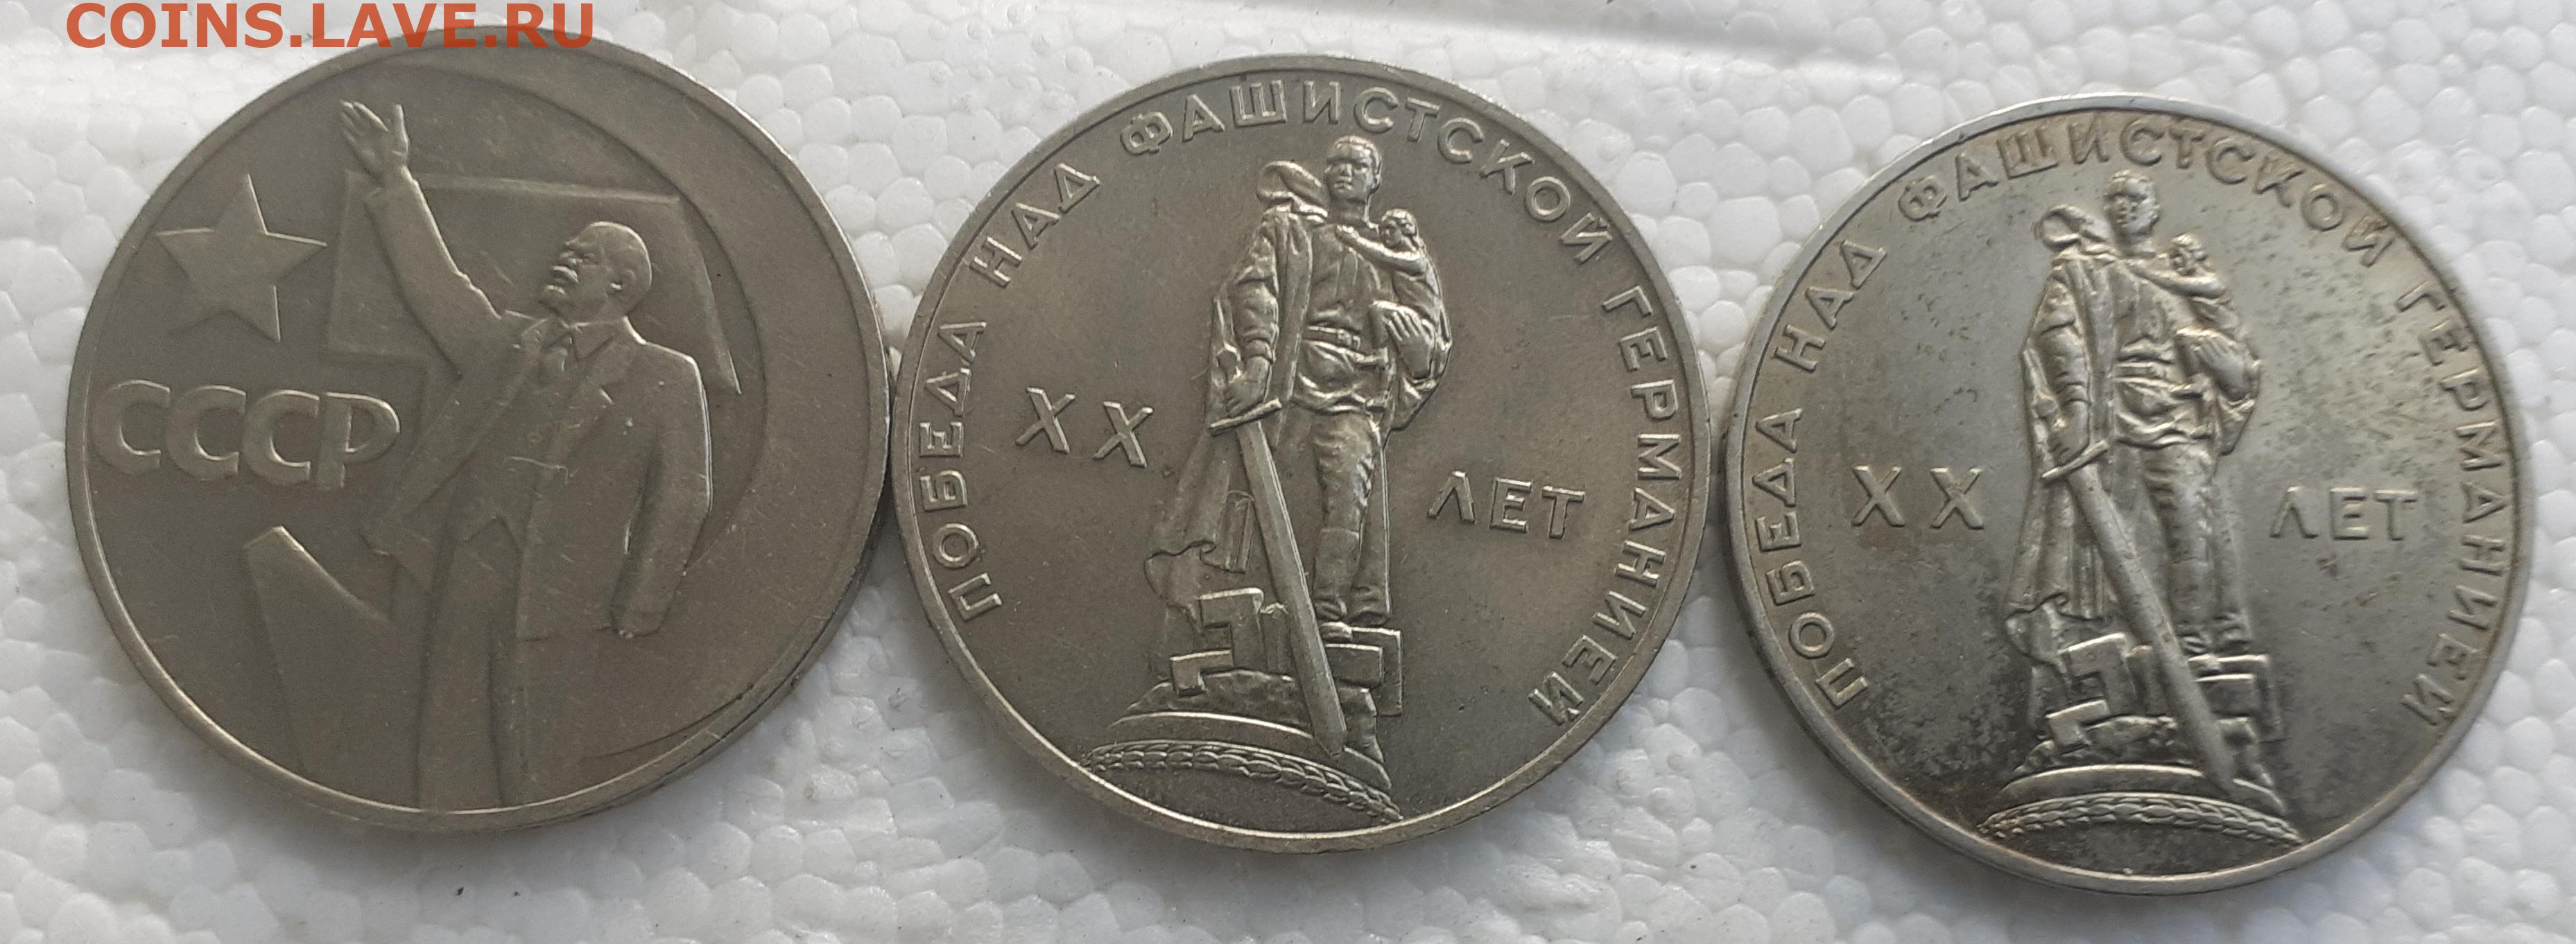 COINS.LAVE.RU
СССР
ПОБЕДА НАД ФАШИСТСКОЙ ГЕРМАНИЕЙ
XX ЛЕТ
ПОБЕДА НАД ФАШИСТСКОЙ ГЕРМАНИЕЙ
XX ЛЕТ